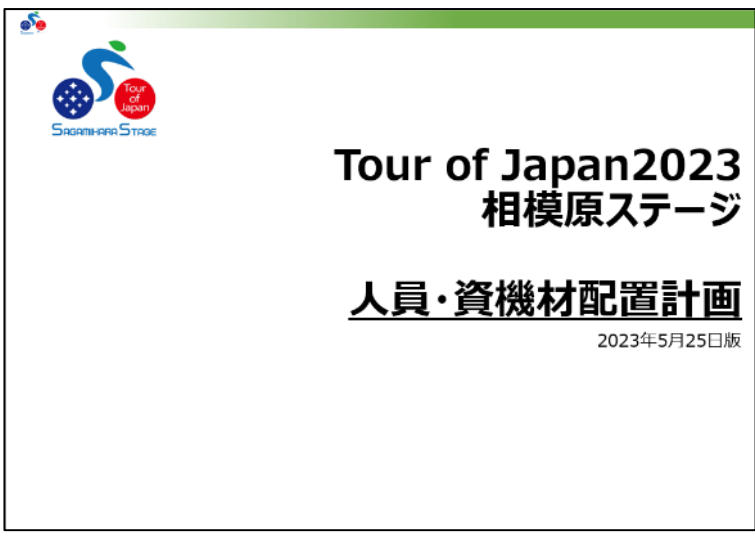 Tour
of
Japan
SAGAMIHARA STAGE
Tour of Japan2023
相模原ステージ
人員・資機材配置計画
2023年5月25日版